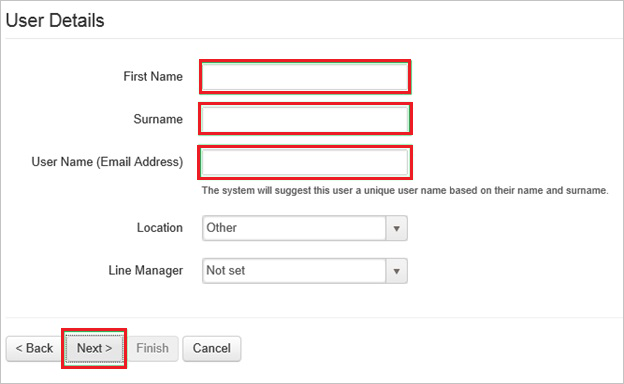 User Details
First Name
Surname
User Name (Email Address)
The system will suggest this user a unique user name based on their name and surname.
Location Other
Line Manager Not set
< Back Next > Finish Cancel